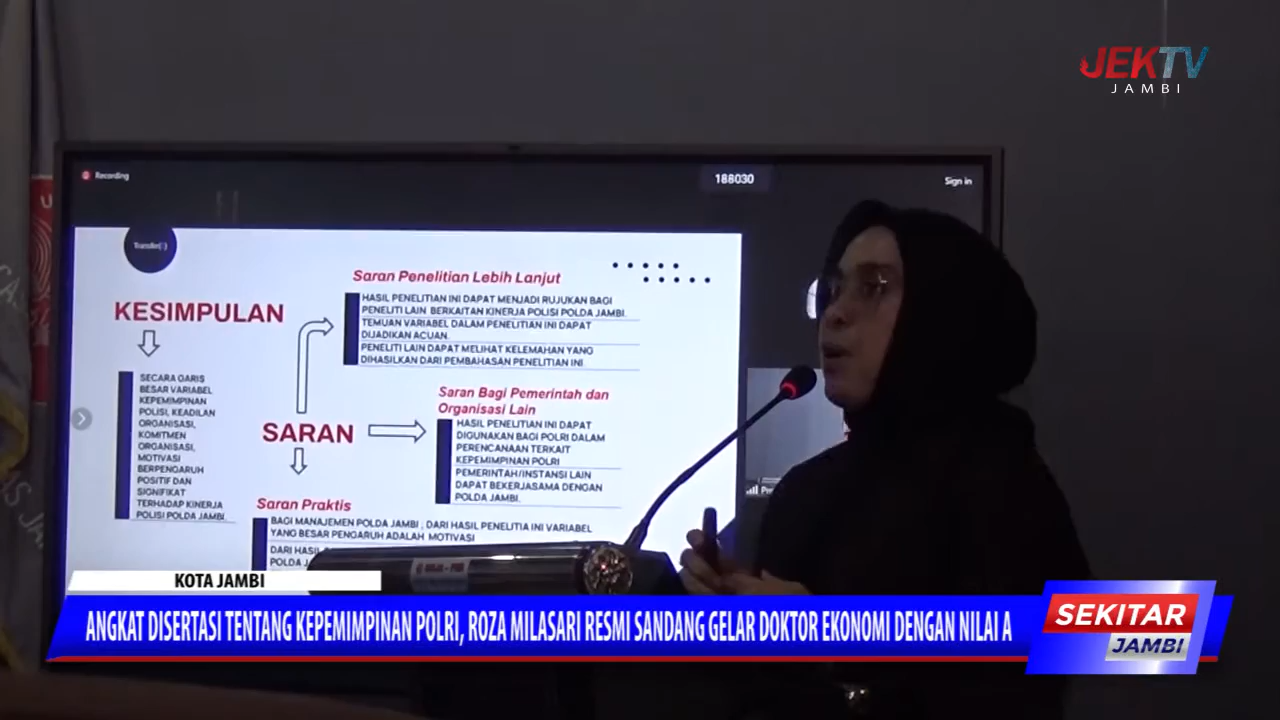 JEKTV
JAMBI
Recording
188030
Sign in
KESIMPULAN
SECARA GARIS
BESAR VARIABEL
KEPEMIMPINAN
POLISI, KEADILAN
ORGANISASI,
KOMITMEN
ORGANISASI,
MOTIVASI
BERPENGARUH
POSITIF DAN
SIGNIFIKAT
TERHADAP KINERJA
POLISI POLDA JAMBI.
SARAN
Saran Penelitian Lebih Lanjut
HASIL PENELITIAN INI DAPAT MENJADI RUJUKAN BAGI
PENELITI LAIN BERKAITAN KINERJA POLISI POLDA JAMBI.
TEMUAN VARIABEL DALAM PENELITIAN INI DAPAT
DIJADIKAN ACUAN.
PENELITI LAIN DAPAT MELIHAT KELEMAHAN YANG
DIHASILKAN DARI PEMBAHASAN PENELITIAN INI
Saran Bagi Pemerintah dan
Organisasi Lain
HASIL PENELITIAN INI DAPAT
DIGUNAKAN BAGI POLRI DALAM
PERENCANAAN TERKAIT
KEPEMIMPINAN POLRI
PEMERINTAH/INSTANSI LAIN
DAPAT BEKERJASAMA DENGAN
POLDA JAMBI.
Saran Praktis
BAGI MANAJEMEN POLDA JAMBI , DARI HASIL PENELITIA INI VARIABEL
YANG BESAR PENGARUH ADALAH MOTIVASI
DARI HASIL
POLDA
KOTA JAMBI
ANGKAT DISERTASI TENTANG KEPEMIMPINAN POLRI, ROZA MILASARI RESMI SANDANG GELAR DOKTOR EKONOMI DENGAN NILAI A
SEKITAR
JAMBI